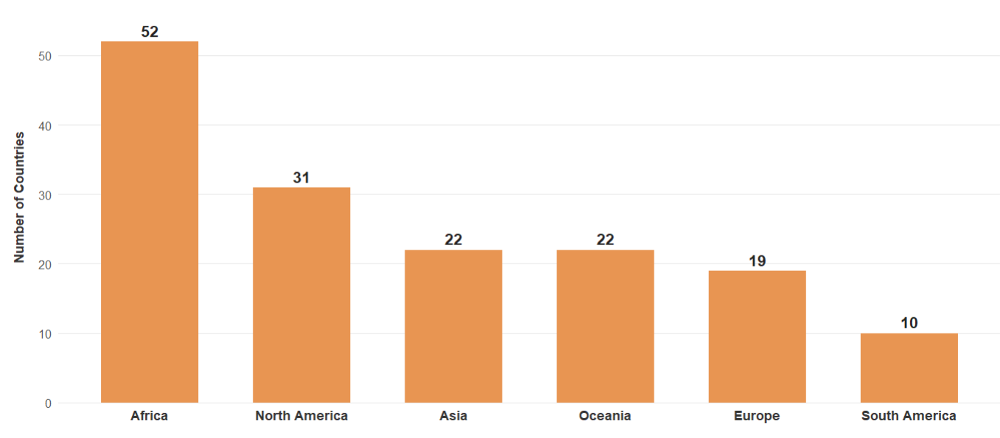 Number of Countries
50
40
30
20
10
0
52
31
22
22
19
10
Africa
North America
Asia
Oceania
Europe
South America